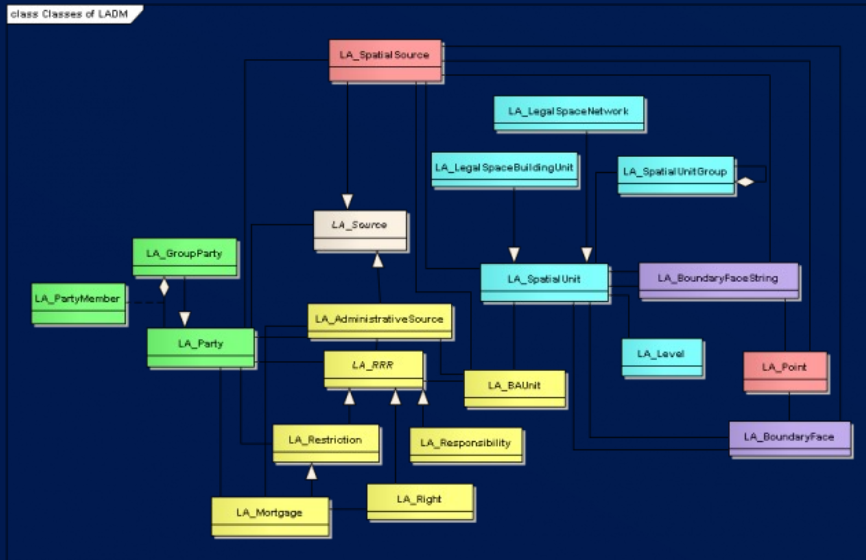 class Classes of LADM
LA_SpatialSource
LA_LegalSpaceNetwork
LA_LegalSpaceBuildingUnit
LA_SpatialUnitGroup
LA_Source
LA_GroupParty
LA_PartyMember
LA_SpatialUnit
LA_BoundaryFaceString
LA_AdministrativeSource
LA_Party
LA_Level
LA_RRR
LA_Point
LA_BAUnit
LA_Restriction
LA_Responsibility
LA_BoundaryFace
LA_Right
LA_Mortgage